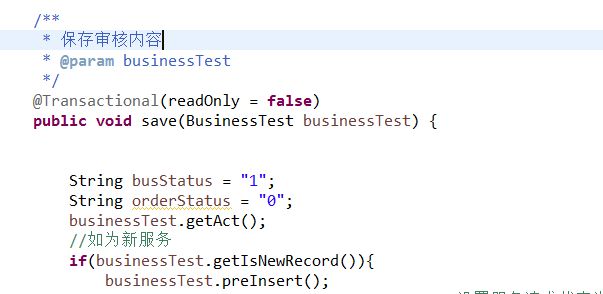 /**
* 保存审核内容
* @param businessTest
*/
@Transactional(readOnly = false)
public void save(BusinessTest businessTest) {
String busStatus = "1";
String orderStatus = "0";
businessTest.getAct();
//如为新服务
if(businessTest.getIsNewRecord()){
businessTest.preInsert();